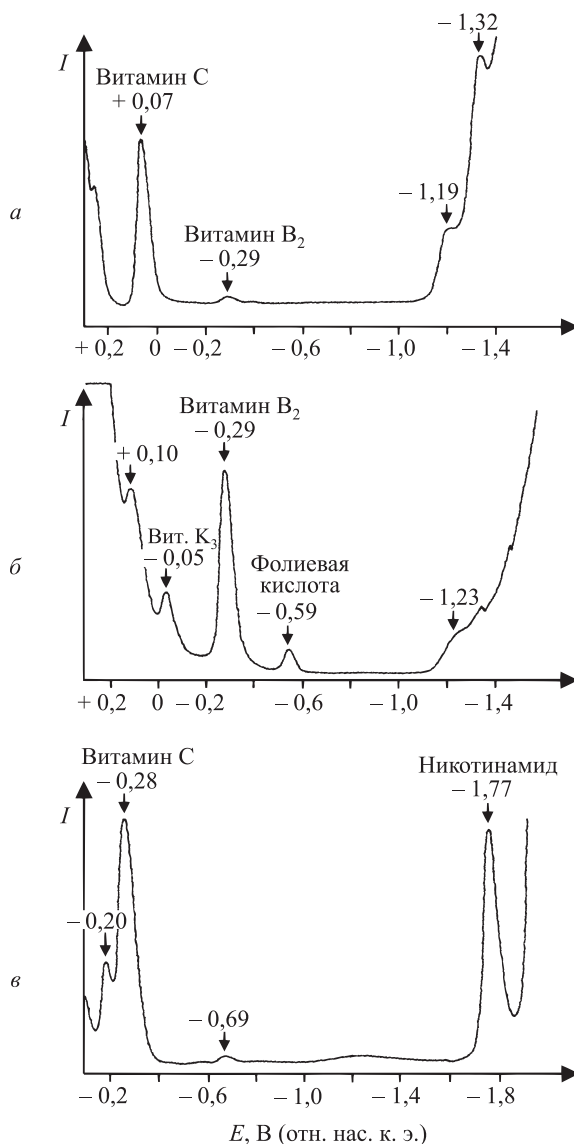 − 1,32
I
Витамин C
+ 0,07
− 1,19
а
Витамин B₂
− 0,29
+ 0,2 0 − 0,2 − 0,6 − 1,0 − 1,4
I
Витамин B₂
− 0,29
+ 0,10
Вит. K₃
− 0,05
Фолиевая
кислота
− 0,59
б
− 1,23
+ 0,2 0 − 0,2 − 0,6 − 1,0 − 1,4
Витамин C
− 0,28
Никотинамид
− 1,77
I
− 0,20
в
− 0,69
− 0,2 − 0,6 − 1,0 − 1,4 − 1,8
E, В (отн. нас. к. э.)